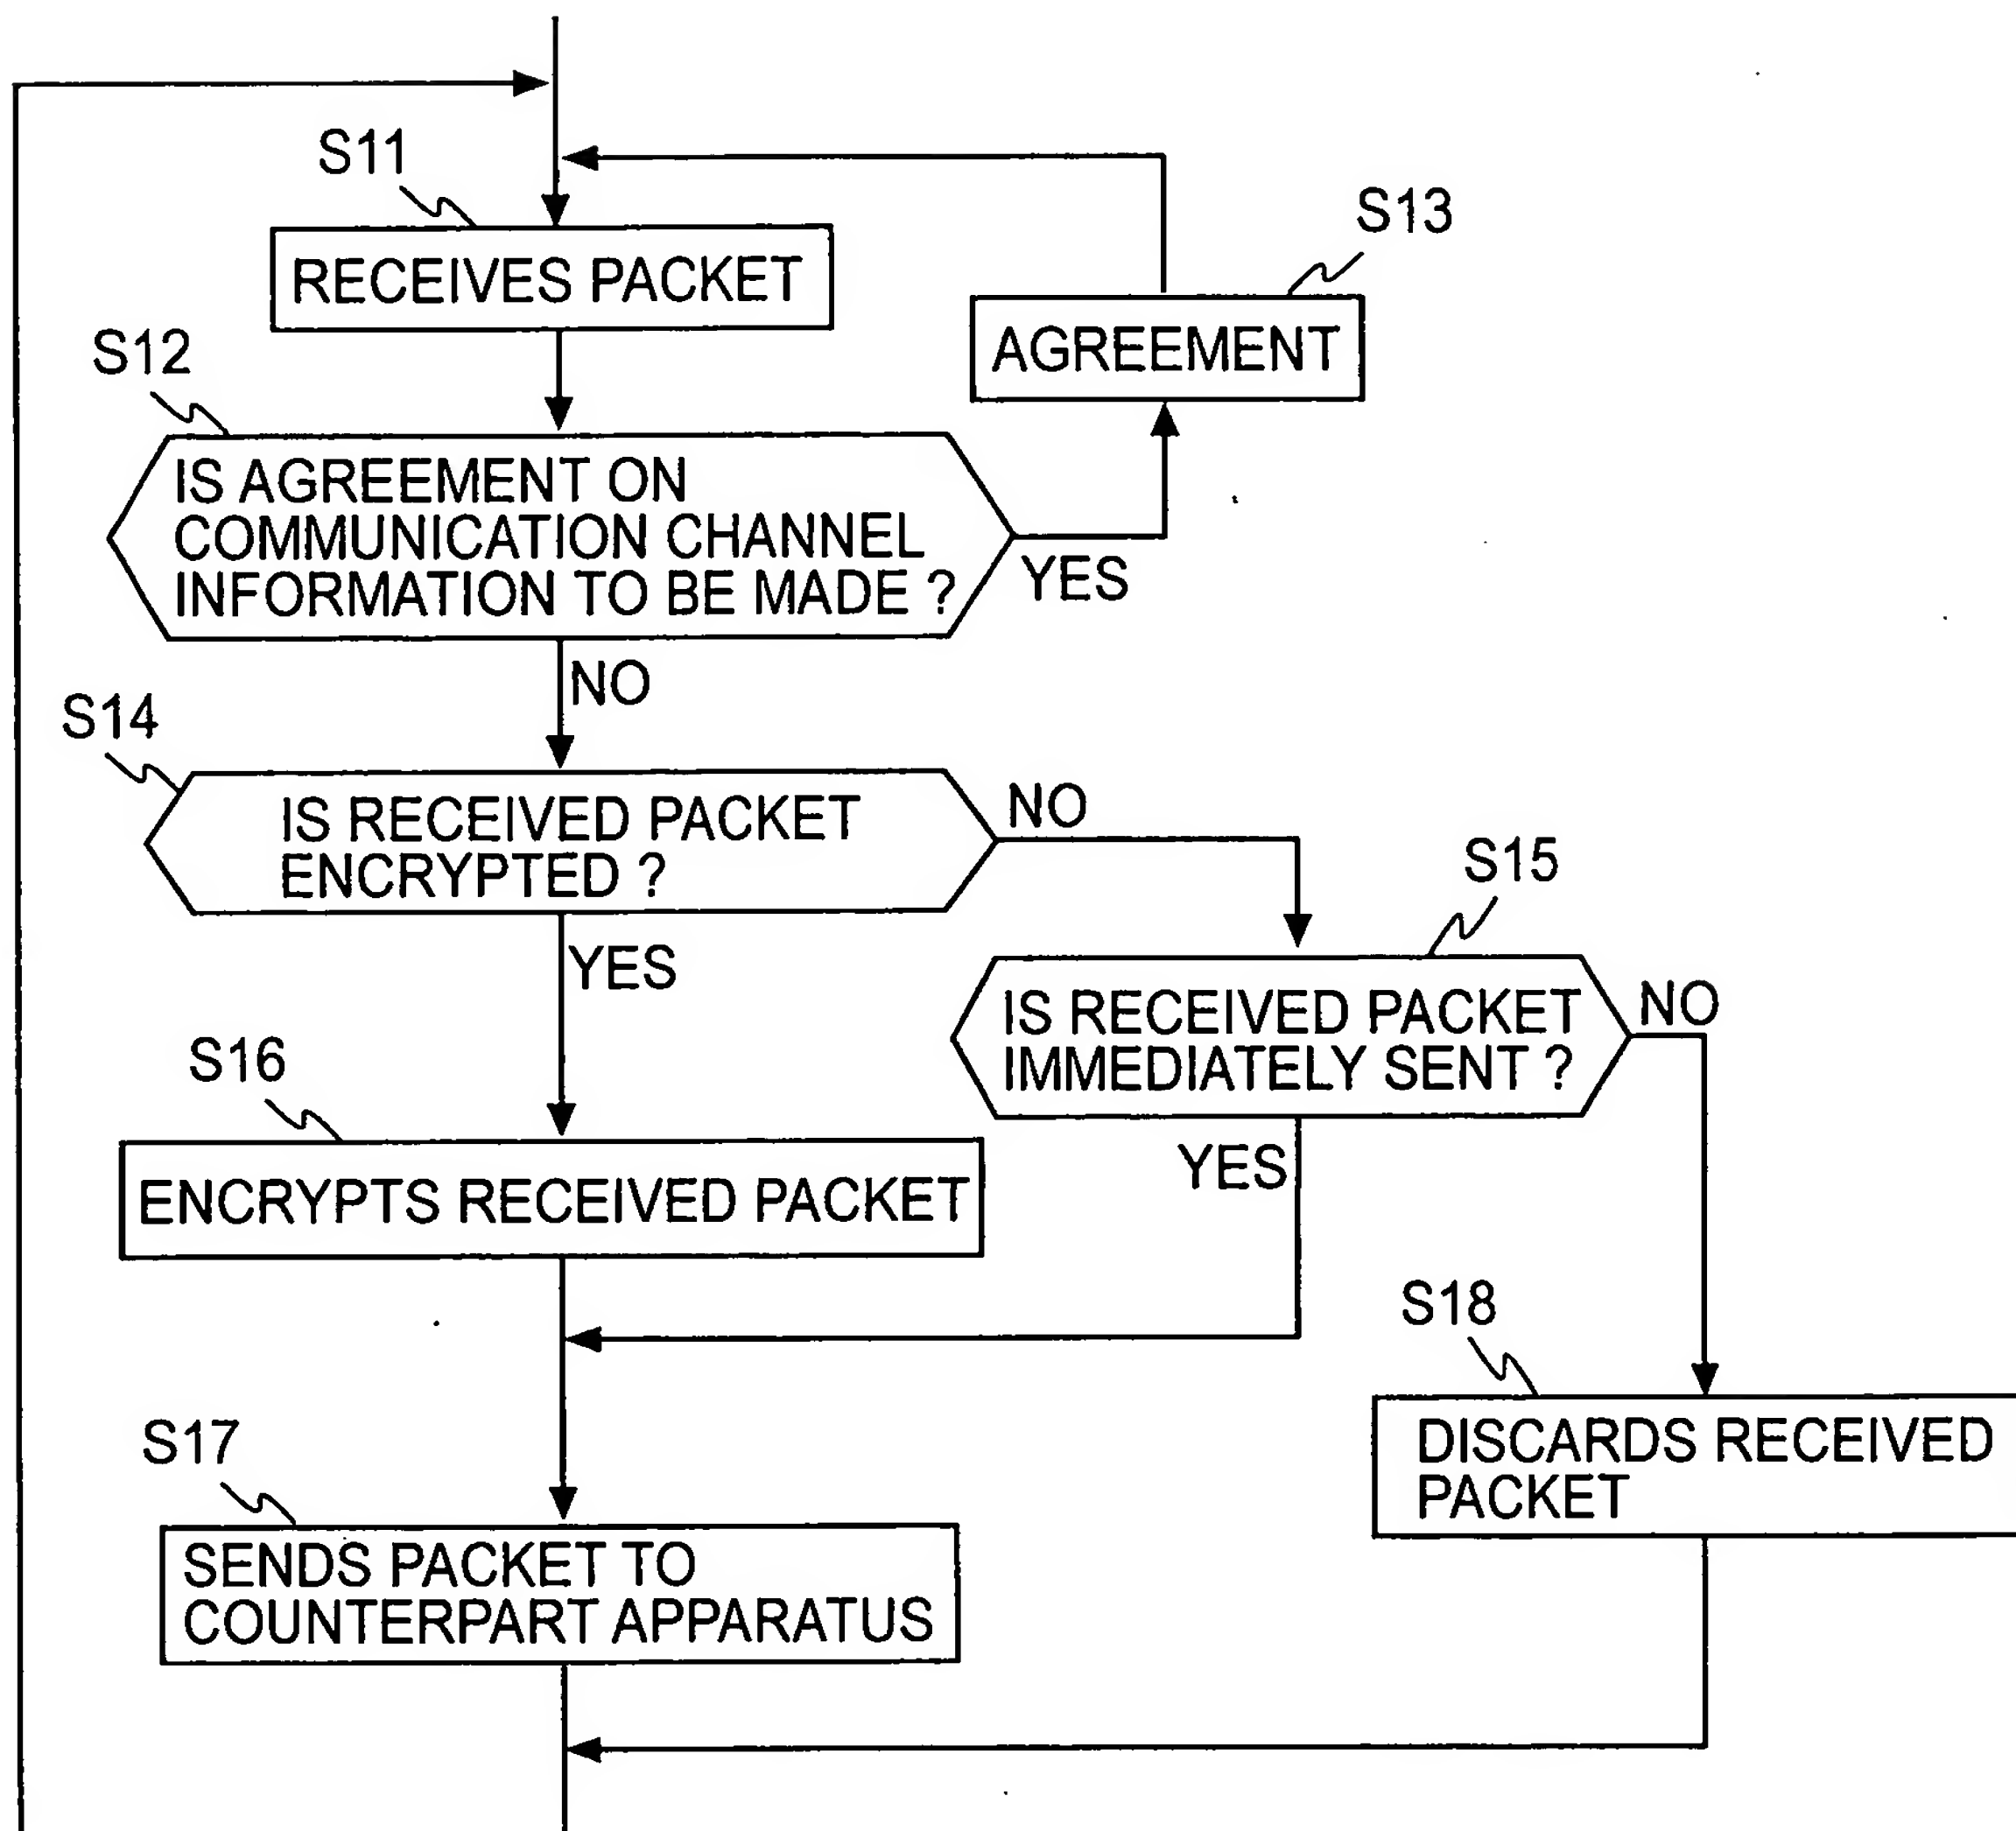 S11
RECEIVES PACKET
S13
AGREEMENT
S12
IS AGREEMENT ON
COMMUNICATION CHANNEL
INFORMATION TO BE MADE ?
YES
NO
S14
IS RECEIVED PACKET
ENCRYPTED ?
NO
YES
S15
IS RECEIVED PACKET
IMMEDIATELY SENT ?
NO
YES
S16
ENCRYPTS RECEIVED PACKET
S18
DISCARDS RECEIVED
PACKET
S17
SENDS PACKET TO
COUNTERPART APPARATUS